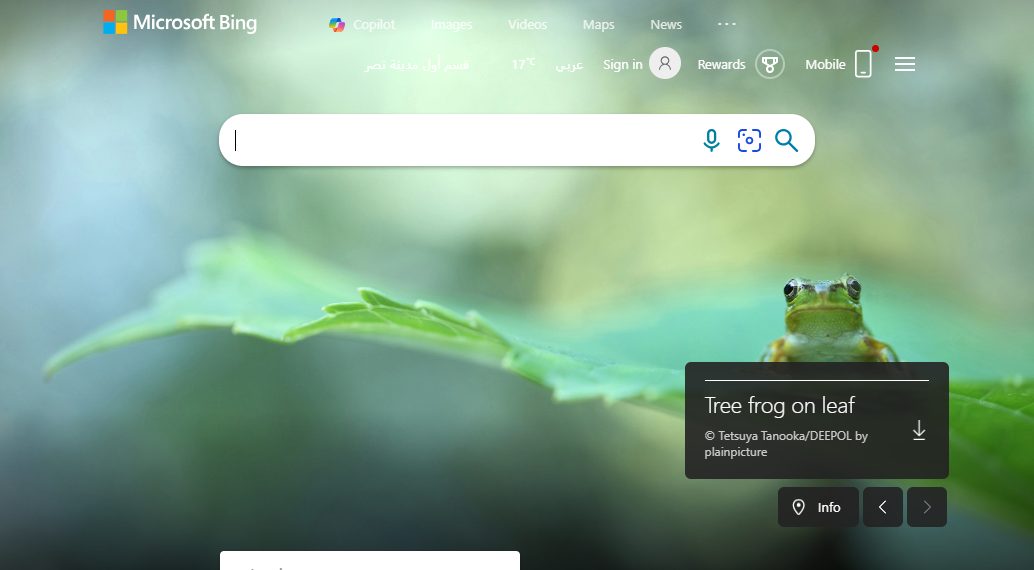 Microsoft Bing
Copilot
Images
Videos
Maps
News
قسم أول مدينة نصر
17°C
عربي
Sign in
Rewards
Mobile
Tree frog on leaf
© Tetsuya Tanooka/DEEPOL by
plainpicture
Info